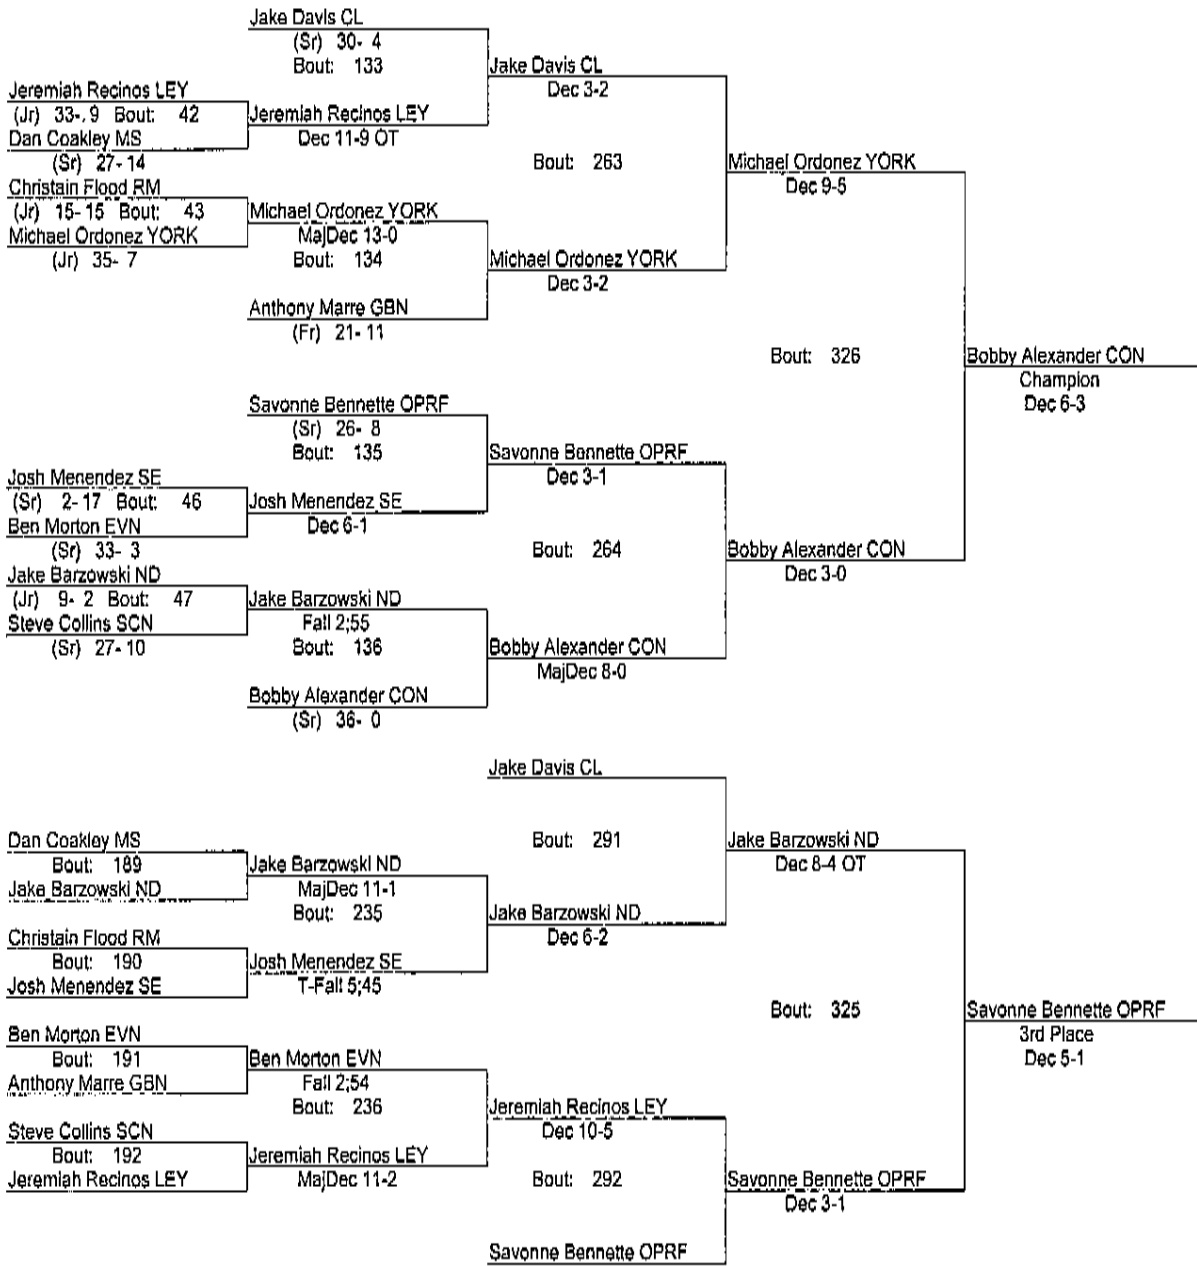 Jake Davis CL
(Sr) 30- 4
Bout: 133
Jake Davis CL
Dec 3-2
Jeremiah Recinos LEY
(Jr) 33-. 9 Bout: 42
Jeremiah Recinos LEY
Dec 11-9 OT
Dan Coakley MS
(Sr) 27- 14
Bout: 263
Michael Ordonez YORK
Dec 9-5
Christain Flood RM
(Jr) 15- 15 Bout: 43
Michael Ordonez YORK
MajDec 13-0
Michael Ordonez YORK
(Jr) 35- 7
Bout: 134
Michael Ordonez YORK
Dec 3-2
Anthony Marre GBN
(Fr) 21- 11
Bout: 326
Bobby Alexander CON
Champion
Dec 6-3
Savonne Bennette OPRF
(Sr) 26- 8
Bout: 135
Savonne Bennette OPRF
Dec 3-1
Josh Menendez SE
(Sr) 2- 17 Bout: 46
Josh Menendez SE
Dec 6-1
Ben Morton EVN
(Sr) 33- 3
Bout: 264
Bobby Alexander CON
Dec 3-0
Jake Barzowski ND
(Jr) 9- 2 Bout: 47
Jake Barzowski ND
Fall 2;55
Steve Collins SCN
(Sr) 27- 10
Bout: 136
Bobby Alexander CON
MajDec 8-0
Bobby Alexander CON
(Sr) 36- 0
Jake Davis CL
Bout: 291
Jake Barzowski ND
Dec 8-4 OT
Dan Coakley MS
Bout: 189
Jake Barzowski ND
Jake Barzowski ND
MajDec 11-1
Bout: 235
Jake Barzowski ND
Dec 6-2
Christain Flood RM
Bout: 190
Josh Menendez SE
Josh Menendez SE
T-Fall 5;45
Bout: 325
Savonne Bennette OPRF
3rd Place
Dec 5-1
Ben Morton EVN
Bout: 191
Anthony Marre GBN
Ben Morton EVN
Fall 2;54
Bout: 236
Jeremiah Recinos LEY
Dec 10-5
Steve Collins SCN
Bout: 192
Jeremiah Recinos LEY
Jeremiah Recinos LEY
MajDec 11-2
Bout: 292
Savonne Bennette OPRF
Dec 3-1
Savonne Bennette OPRF